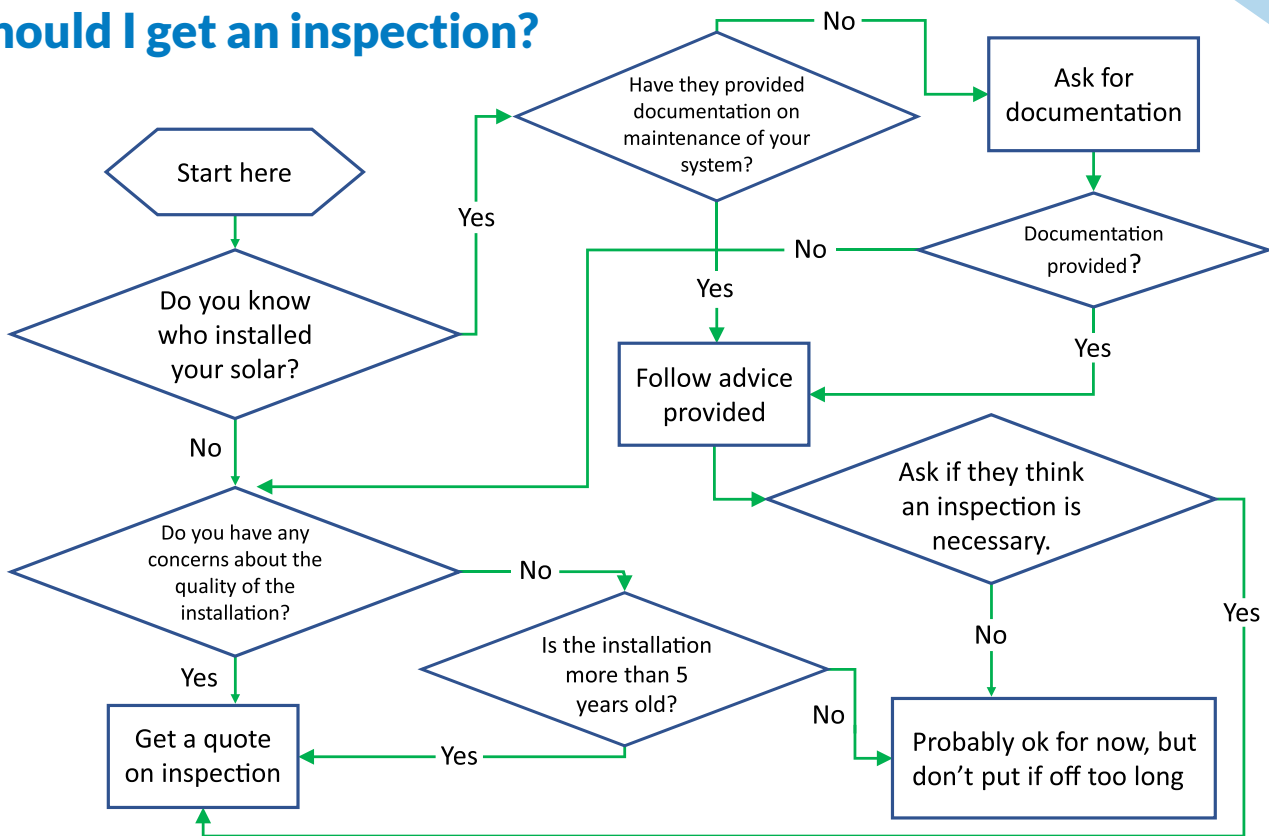 hould I get an inspection?
Start here
Do you know
who installed
your solar?
Yes
No
Have they provided
documentation on
maintenance of your
system?
No
Ask for
documentation
Documentation
provided?
No
Yes
Yes
Follow advice
provided
Ask if they think
an inspection is
necessary.
No
Yes
Do you have any
concerns about the
quality of the
installation?
No
Yes
Is the installation
more than 5
years old?
No
Yes
Get a quote
on inspection
Probably ok for now, but
don't put if off too long